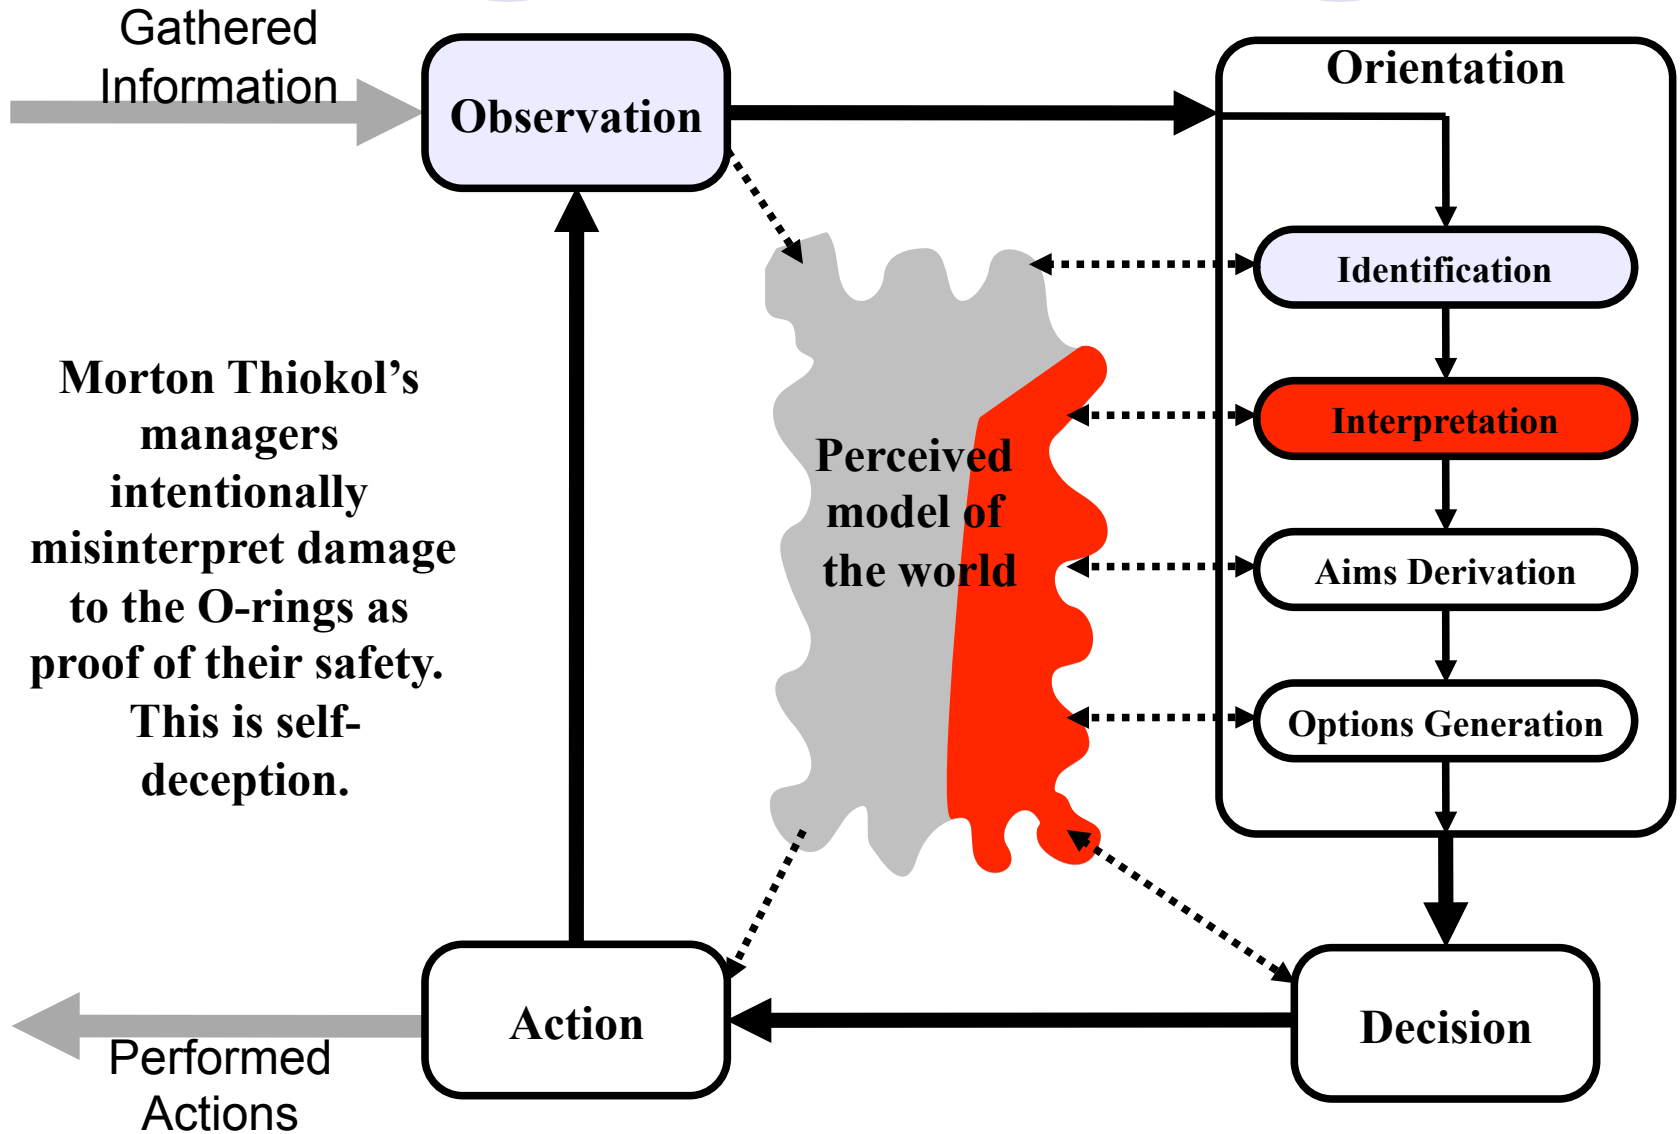 Gathered
Information
Observation
Orientation
Identification
Interpretation
Aims Derivation
Options Generation
Morton Thiokol’s
managers
intentionally
misinterpret damage
to the O-rings as
proof of their safety.
This is self-
deception.
Perceived
model of
the world
Action
Decision
Performed
Actions